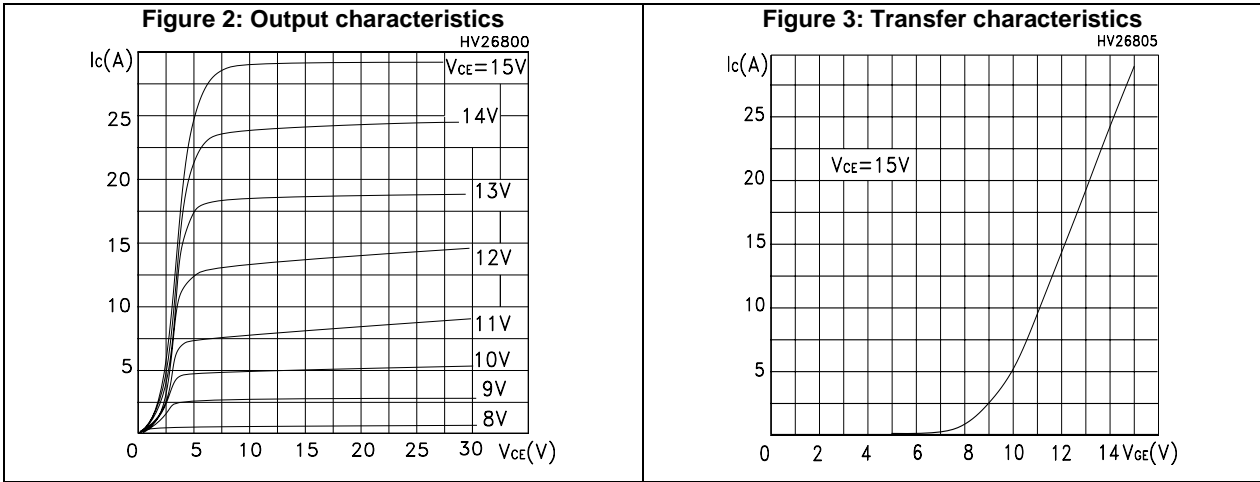 Figure 2: Output characteristics
HV26800
Ic(A)
VCE=15V
25
14V
20
13V
15
12V
10
11V
10V
5
9V
8V
0 5 10 15 20 25 30 VCE(V)
Figure 3: Transfer characteristics
HV26805
Ic(A)
25
VCE=15V
20
15
10
5
0 2 4 6 8 10 12 14 VGE(V)